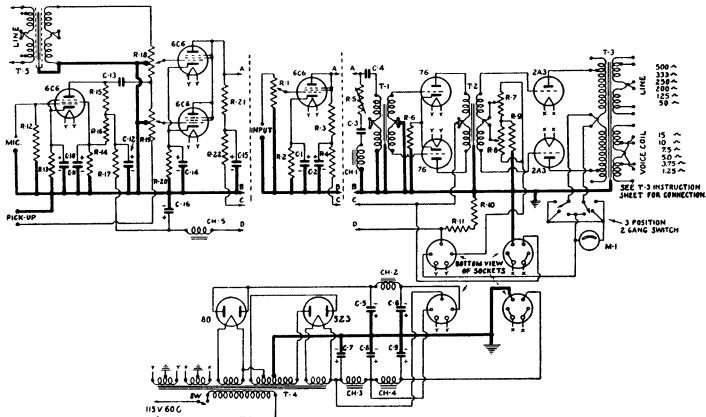 LINE
T-5
R-18
6C6
6C6
C-13
R-15
6C6
R-12
R-16
C-12
R-21
MIC.
R-13
C-10
R-14
R-17
R-19
R-20
C-14
R-22
C-15
PICK-UP
C-16
CH-5
A
B
C
D
INPUT
R-1
6C6
R-3
R-2
C-1
C-2
R-4
A
B
C
D
C-4
R-5
C-3
CH-1
T-1
R-6
76
76
T-2
R-7
R-8
R-9
2A3
2A3
R-10
R-11
T-3
500
333
250
200
125
50
LINE
15
10
7.5
5.0
3.75
1.25
VOICE COIL
SEE T-3 INSTRUCTION
SHEET FOR CONNECTION.
3 POSITION
2 GANG SWITCH
M-1
BOTTOM VIEW
OF SOCKETS
Y Y
X X
80
5Z3
CH-2
C-5
C-6
C-7
C-8
C-9
CH-3
CH-4
T-4
SW
115V 60C